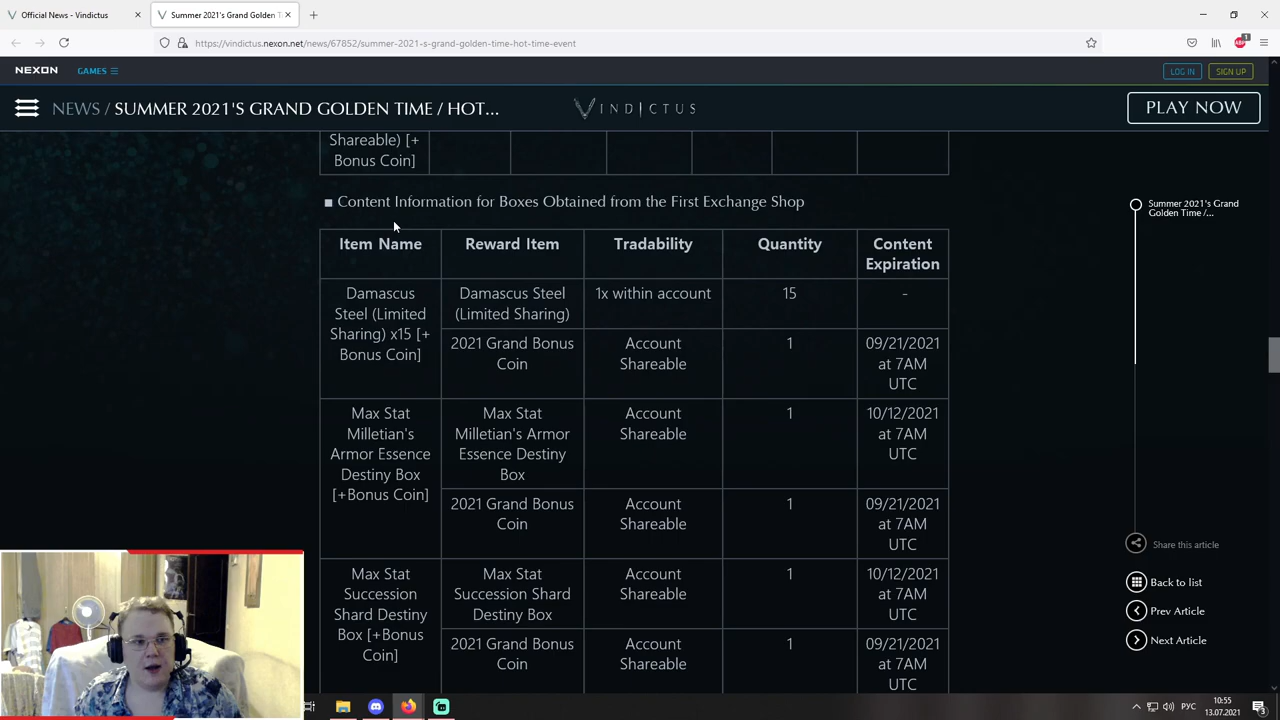 Official News - Vindictus
Summer 2021's Grand Golden T
https://vindictus.nexon.net/news/67852/summer-2021-s-grand-golden-time-hot-time-event
1
NEXON
GAMES
LOG IN
SIGN UP
NEWS / SUMMER 2021'S GRAND GOLDEN TIME / HOT...
VINDICTUS
PLAY NOW
Shareable) [+
Bonus Coin]
■ Content Information for Boxes Obtained from the First Exchange Shop
Item Name
Reward Item
Tradability
Quantity
Content
Expiration
Damascus
Steel (Limited
Sharing) x15 [+
Bonus Coin]
Damascus Steel
(Limited Sharing)
1x within account
15
-
2021 Grand Bonus
Coin
Account
Shareable
1
09/21/2021
at 7AM
UTC
Max Stat
Milletian's
Armor Essence
Destiny Box
[+Bonus Coin]
Max Stat
Milletian's Armor
Essence Destiny
Box
Account
Shareable
1
10/12/2021
at 7AM
UTC
2021 Grand Bonus
Coin
Account
Shareable
1
09/21/2021
at 7AM
UTC
Max Stat
Succession
Shard Destiny
Box [+Bonus
Coin]
Max Stat
Succession Shard
Destiny Box
Account
Shareable
1
10/12/2021
at 7AM
UTC
2021 Grand Bonus
Coin
Account
Shareable
1
09/21/2021
at 7AM
UTC
Summer 2021's Grand
Golden Time /...
Share this article
Back to list
Prev Article
Next Article
РУС
10:55
13.07.2021
3